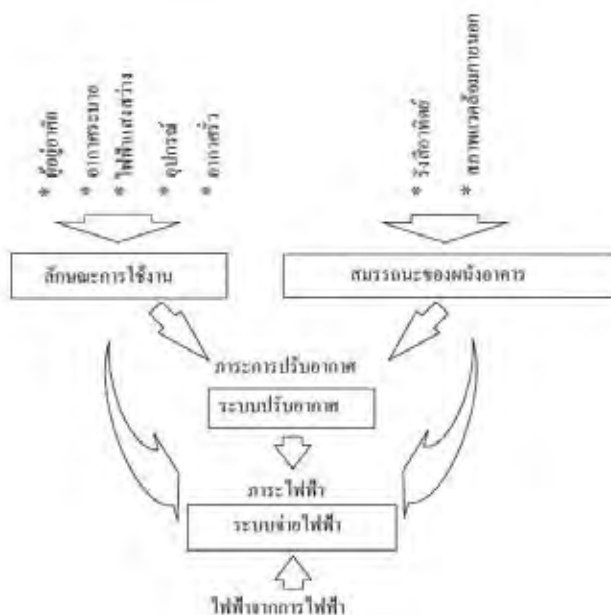 * ผู้อยู่อาศัย
* อากาศระบาย
* ไฟฟ้าแสงสว่าง
* อุปกรณ์
* อากาศรั่ว
* รังสีอาทิตย์
* สภาพแวดล้อมภายนอก
ลักษณะการใช้งาน
สมรรถนะของผนังอาคาร
ภาระการปรับอากาศ
ระบบปรับอากาศ
ภาระไฟฟ้า
ระบบจ่ายไฟฟ้า
ไฟฟ้าจากการไฟฟ้า